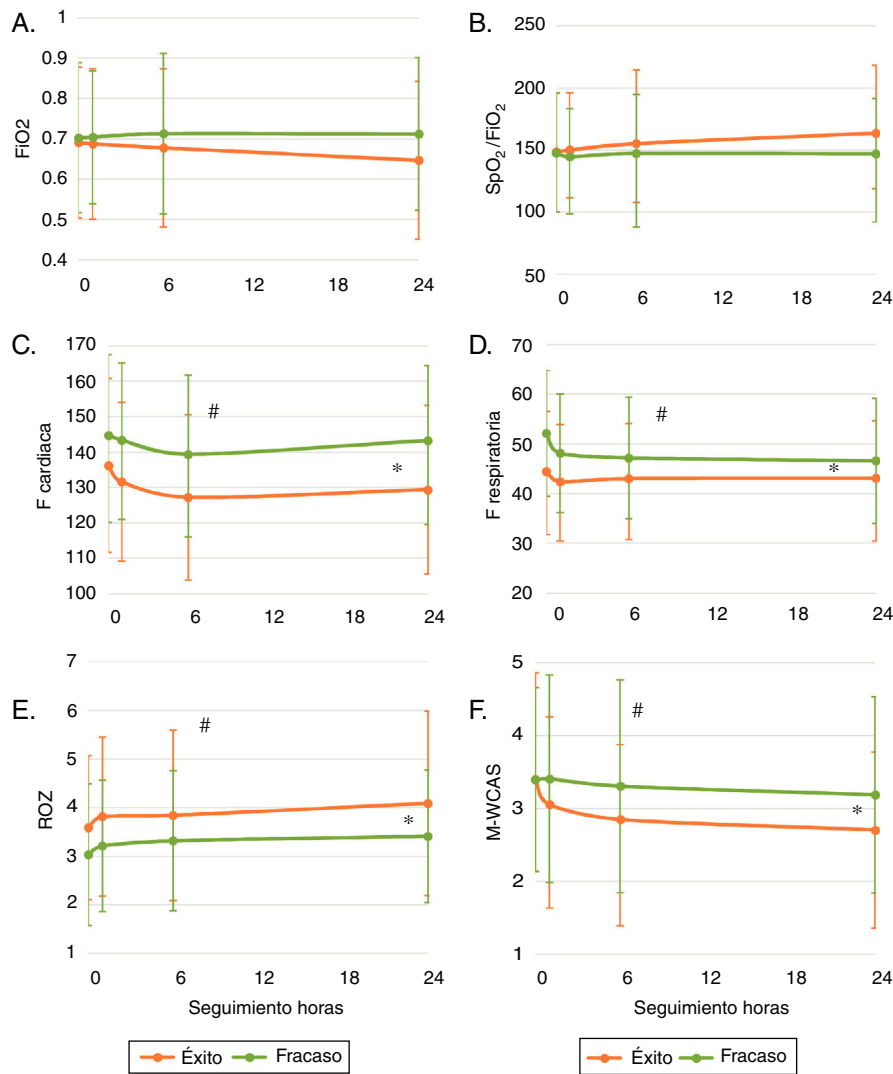 A.
FiO2
1
0.9
0.8
0.7
0.6
0.5
0.4
0 6 12 18 24
B.
SpO₂/FiO₂
250
200
150
100
50
0 6 12 18 24
C.
F cardiaca
170
160
150
140
130
120
110
100
#
*
0 6 12 18 24
D.
F respiratoria
70
60
50
40
30
20
#
*
0 6 12 18 24
E.
ROZ
7
6
5
4
3
2
1
#
*
0 6 12 18 24
Seguimiento horas
F.
M-WCAS
5
4
3
2
1
#
*
0 6 12 18 24
Seguimiento horas
Éxito Fracaso
Éxito Fracaso